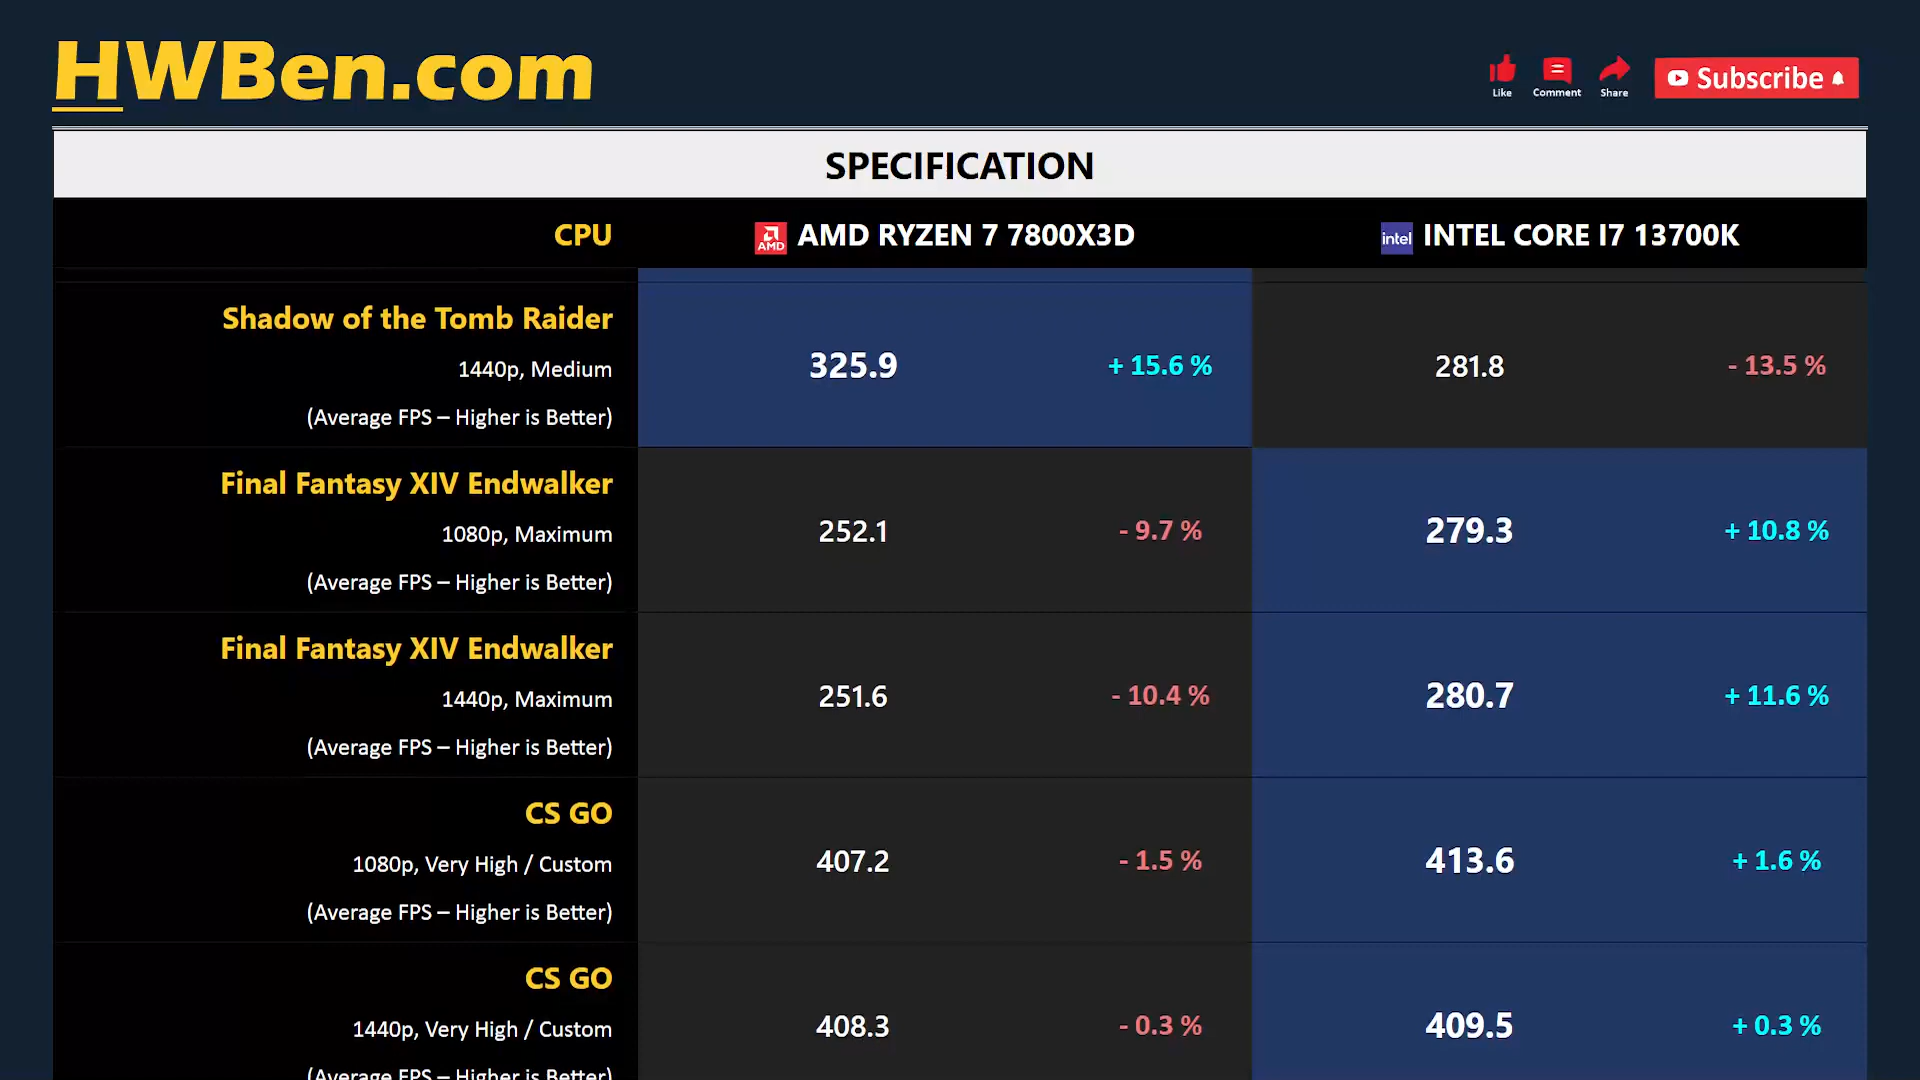 HWBen.com
Like
Comment
Share
Subscribe
SPECIFICATION
CPU
AMD
AMD RYZEN 7 7800X3D
intel
INTEL CORE I7 13700K
Shadow of the Tomb Raider
1440p, Medium
(Average FPS – Higher is Better)
325.9
+ 15.6 %
281.8
- 13.5 %
Final Fantasy XIV Endwalker
1080p, Maximum
(Average FPS – Higher is Better)
252.1
- 9.7 %
279.3
+ 10.8 %
Final Fantasy XIV Endwalker
1440p, Maximum
(Average FPS – Higher is Better)
251.6
- 10.4 %
280.7
+ 11.6 %
CS GO
1080p, Very High / Custom
(Average FPS – Higher is Better)
407.2
- 1.5 %
413.6
+ 1.6 %
CS GO
1440p, Very High / Custom
(Average FPS – Higher is Better)
408.3
- 0.3 %
409.5
+ 0.3 %